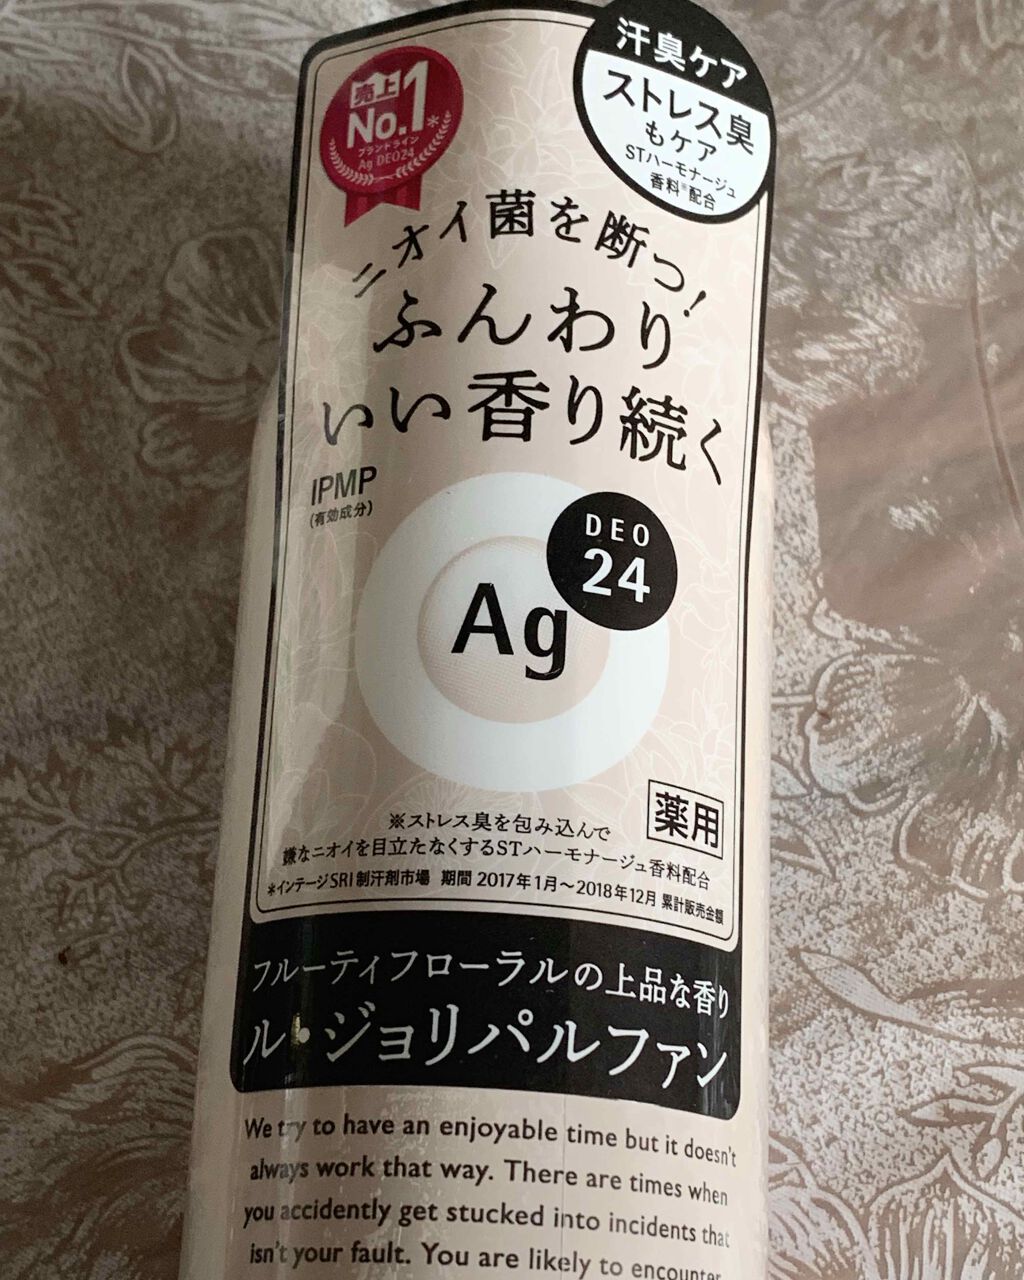 汗臭ケア
ストレス臭
もケア
STハーモナージュ
香料※配合
売上
No.1*
ブランドライン
Ag DEO24
ニオイ菌を断つ!
ふんわり
いい香り続く
IPMP
(有効成分)
DEO
24
Ag
薬用
※ストレス臭を包み込んで
嫌なニオイを目立たなくするSTハーモナージュ香料配合
*インテージSRI 制汗剤市場 期間 2017年1月~2018年12月 累計販売金額
フルーティフローラルの上品な香り
ル・ジョリパルファン
We try to have an enjoyable time but it doesn't
always work that way. There are times when
you accidently get stucked into incidents that
isn't your fault. You are likely to encounter